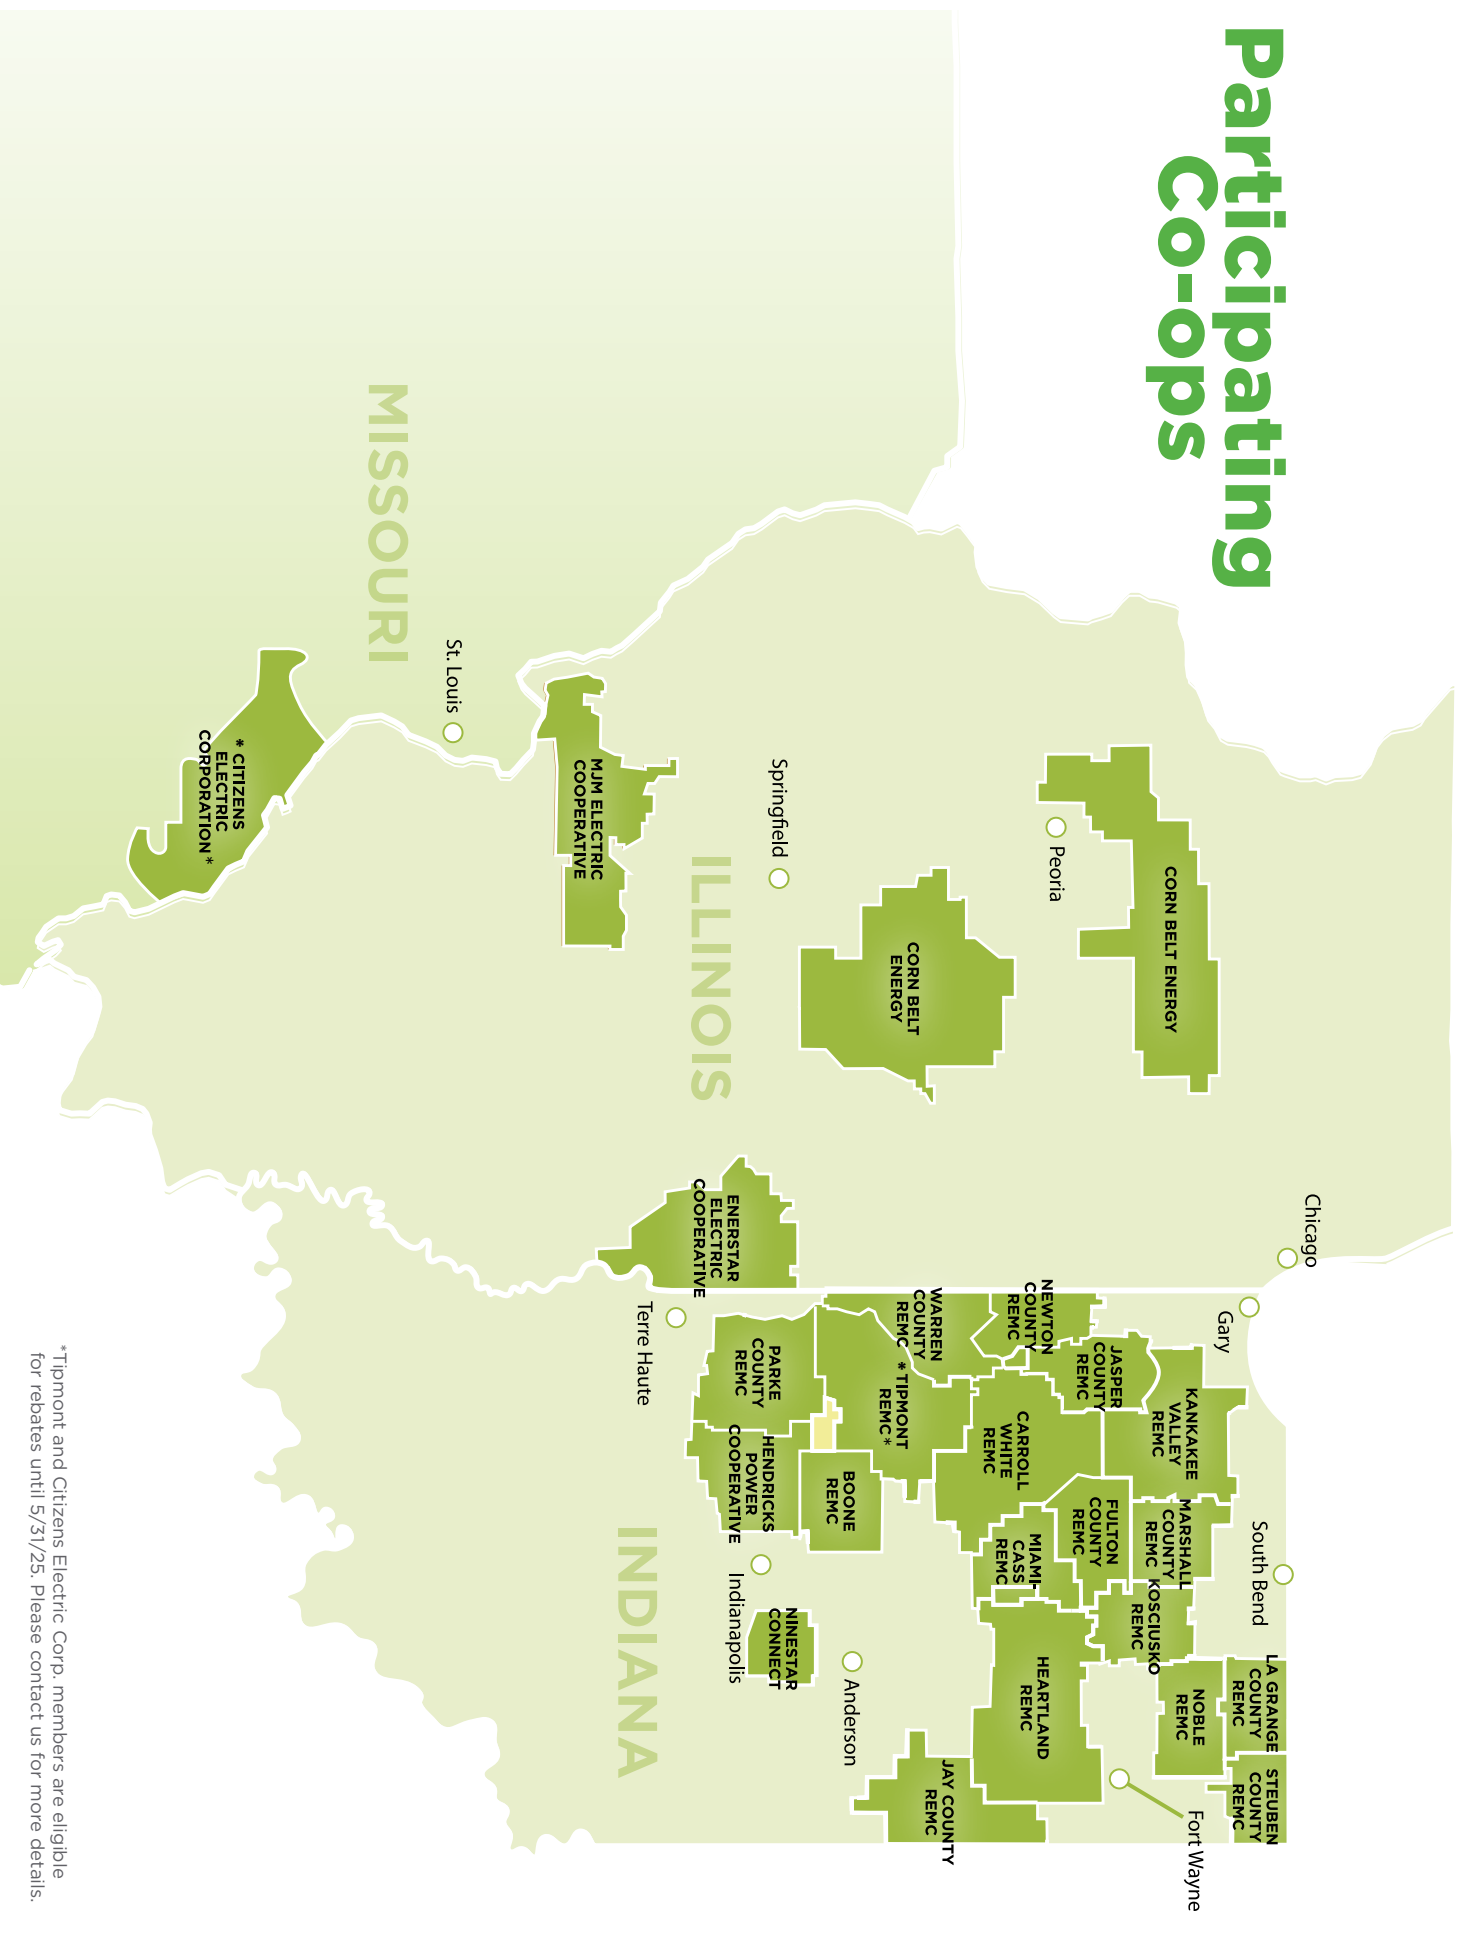 Participating
Co-ops
Chicago
Gary
South Bend
Fort Wayne
Peoria
Springfield
St. Louis
Terre Haute
Indianapolis
Anderson
MISSOURI
ILLINOIS
INDIANA
CORN BELT ENERGY
CORN BELT
ENERGY
MJM ELECTRIC
COOPERATIVE
* CITIZENS
ELECTRIC
CORPORATION *
ENERSTAR
ELECTRIC
COOPERATIVE
NEWTON
COUNTY
REMC
WARREN
COUNTY
REMC
JASPER
COUNTY
REMC
KANKAKEE
VALLEY
REMC
* TIPMONT
REMC *
CARROLL
WHITE
REMC
PARKE
COUNTY
REMC
HENDRICKS
POWER
COOPERATIVE
BOONE
REMC
MARSHALL
COUNTY
REMC
FULTON
COUNTY
REMC
MIAMI-
CASS
REMC
KOSCIUSKO
REMC
LA GRANGE
COUNTY
REMC
NOBLE
REMC
STEUBEN
COUNTY
REMC
HEARTLAND
REMC
NINESTAR
CONNECT
JAY COUNTY
REMC
*Tipmont and Citizens Electric Corp. members are eligible
for rebates until 5/31/25. Please contact us for more details.